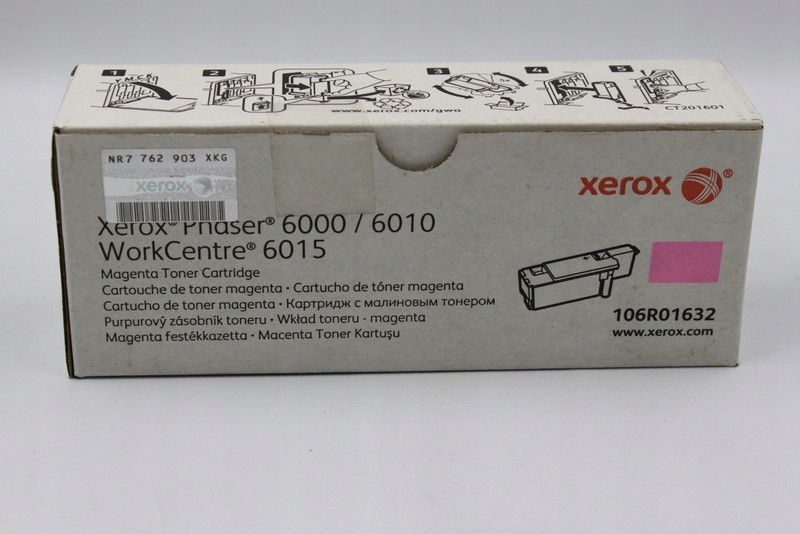 1
Y, M, C, K
2
3
5x
4
5
www.xerox.com/gwa
CT201601
NR7 762 903 XKG
xerox
xerox®
Xerox® Phaser® 6000 / 6010
WorkCentre® 6015
Magenta Toner Cartridge
Cartouche de toner magenta • Cartucho de tóner magenta
Cartucho do toner magenta • Картридж с малиновым тонером
Purpurový zásobník toneru • Wkład toneru - magenta
Magenta festékkazetta • Macenta Toner Kartuşu
106R01632
www.xerox.com